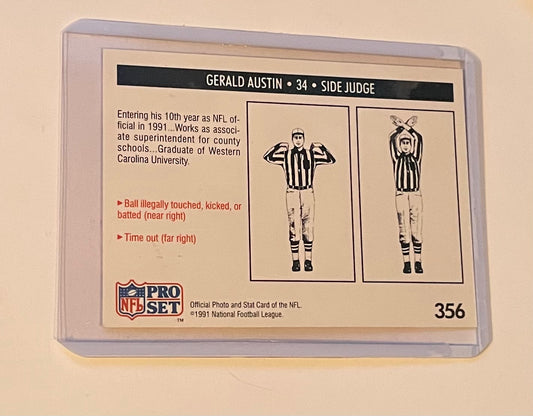 GERALD AUSTIN • 34 • SIDE JUDGE
Entering his 10th year as NFL of-
ficial in 1991...Works as associ-
ate superintendent for county
schools...Graduate of Western
Carolina University.
►Ball illegally touched, kicked, or
batted (near right)
►Time out (far right)
NFL PRO SET ™
Official Photo and Stat Card of the NFL.
©1991 National Football League.
356